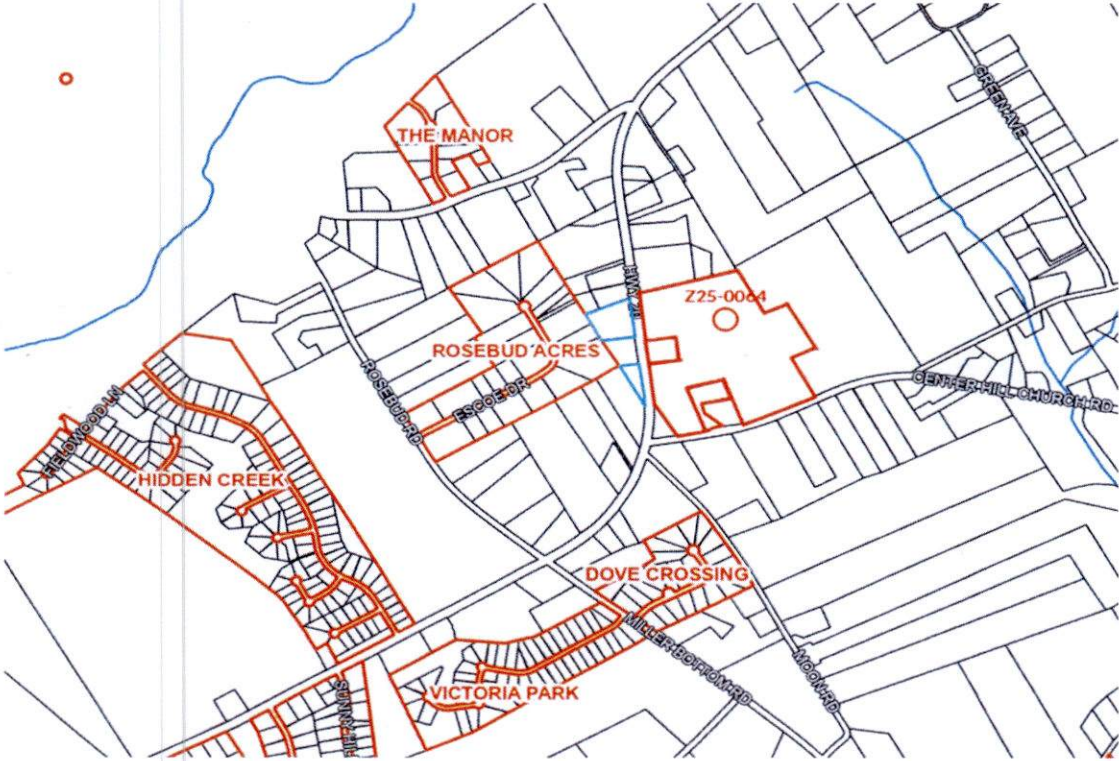 GREEN AVE
THE MANOR
HWY 20
Z25-0064
ROSEBUD ACRES
ROSEBUD RD
ESCOE DR
CENTER HILL CHURCH RD
FIELDWOOD LN
HIDDEN CREEK
DOVE CROSSING
MILLER BOTTOM RD
MOON RD
VICTORIA PARK